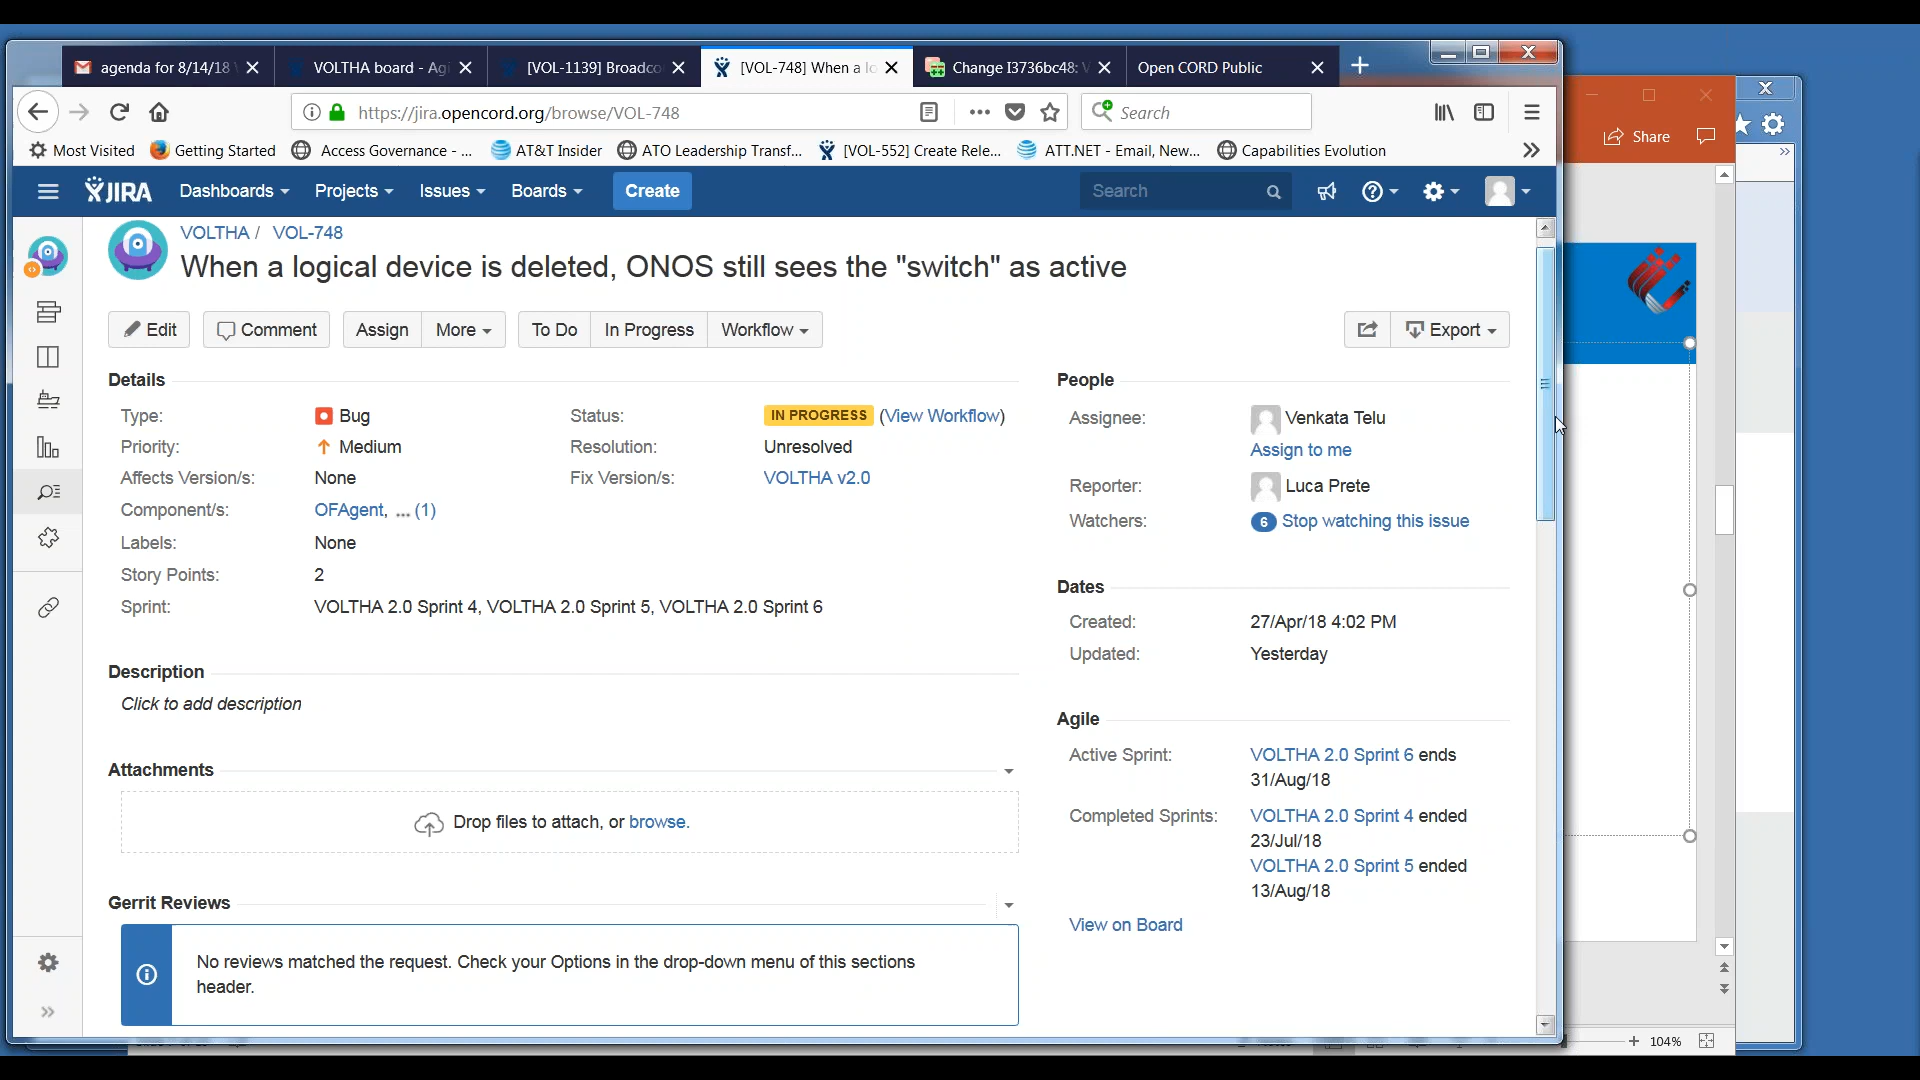 agenda for 8/14/18
VOLTHA board - Agi
[VOL-1139] Broadco
[VOL-748] When a lo
Change I3736bc48: V
Open CORD Public
https://jira.opencord.org/browse/VOL-748
Search
Share
Most Visited
Getting Started
Access Governance - ...
AT&T Insider
ATO Leadership Transf...
[VOL-552] Create Rele...
ATT.NET - Email, New...
Capabilities Evolution
JIRA
Dashboards
Projects
Issues
Boards
Create
Search
VOLTHA / VOL-748
When a logical device is deleted, ONOS still sees the "switch" as active
Edit
Comment
Assign
More
To Do
In Progress
Workflow
Export
Details
Type: Bug
Status: IN PROGRESS (View Workflow)
Priority: Medium
Resolution: Unresolved
Affects Version/s: None
Fix Version/s: VOLTHA v2.0
Component/s: OFAgent, ... (1)
Labels: None
Story Points: 2
Sprint: VOLTHA 2.0 Sprint 4, VOLTHA 2.0 Sprint 5, VOLTHA 2.0 Sprint 6
Description
Click to add description
Attachments
Drop files to attach, or browse.
Gerrit Reviews
No reviews matched the request. Check your Options in the drop-down menu of this sections
header.
People
Assignee: Venkata Telu
Assign to me
Reporter: Luca Prete
Watchers: 6 Stop watching this issue
Dates
Created: 27/Apr/18 4:02 PM
Updated: Yesterday
Agile
Active Sprint: VOLTHA 2.0 Sprint 6 ends
31/Aug/18
Completed Sprints: VOLTHA 2.0 Sprint 4 ended
23/Jul/18
VOLTHA 2.0 Sprint 5 ended
13/Aug/18
View on Board
104%